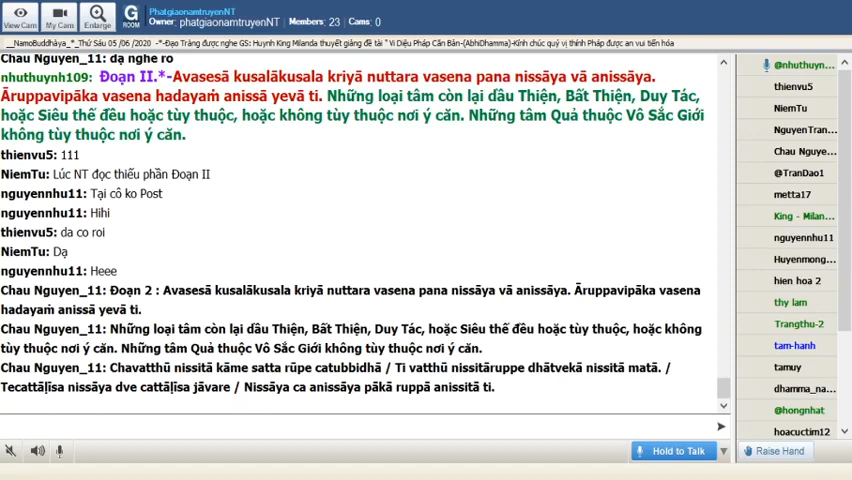 PhatgiaonamtruyenNT
Owner: phatgiaonamtruyenNT Members: 23 Cams: 0
View Cam
My Cam
Enlarge
G ROOM
__NamoBuddhàya_*_Thứ Sáu 05 /06 /2020 -*-Đạo Tràng được nghe GS: Huynh King Milanda thuyết giảng đề tài " Vi Diệu Pháp Căn Bản-(AbhiDhamma)-Kính chúc quý vị thính Pháp được an vui tiến hóa
Chau Nguyen_11: dạ nghe rõ
nhuthuynh109: Đoạn II.*-Avasesā kusalākusala kriyā nuttara vasena pana nissāya vā anissāya.
Āruppavipāka vasena hadayaṁ anissā yevā ti. Những loại tâm còn lại dầu Thiện, Bất Thiện, Duy Tác,
hoặc Siêu thế đều hoặc tùy thuộc, hoặc không tùy thuộc nơi ý căn. Những tâm Quả thuộc Vô Sắc Giới
không tùy thuộc nơi ý căn.
thienvu5: 111
NiemTu: Lúc NT đọc thiếu phần Đoạn II
nguyennhu11: Tại cô ko Post
nguyennhu11: Hihi
thienvu5: da co roi
NiemTu: Dạ
nguyennhu11: Heee
Chau Nguyen_11: Đoạn 2 : Avasesā kusalākusala kriyā nuttara vasena pana nissāya vā anissāya. Āruppavipāka vasena
hadayaṁ anissā yevā ti.
Chau Nguyen_11: Những loại tâm còn lại dầu Thiện, Bất Thiện, Duy Tác, hoặc Siêu thế đều hoặc tùy thuộc, hoặc không
tùy thuộc nơi ý căn. Những tâm Quả thuộc Vô Sắc Giới không tùy thuộc nơi ý căn.
Chau Nguyen_11: Chavatthū nissitā kāme satta rūpe catubbidhā / Ti vatthū nissitāruppe dhātvekā nissitā matā. /
Tecattāḷīsa nissāya dve cattāḷīsa jāvare / Nissāya ca anissāya pākā ruppā anissitā ti.
@nhuthuyn...
thienvu5
NiemTu
NguyenTran...
Chau Nguye...
@TranDao1
metta17
King - Milan...
nguyennhu11
Huyenmong...
hien hoa 2
thy lam
Trangthu-2
tam-hanh
tamuy
dhamma_na...
@hongnhat
hoacuctim12
Hold to Talk
Raise Hand